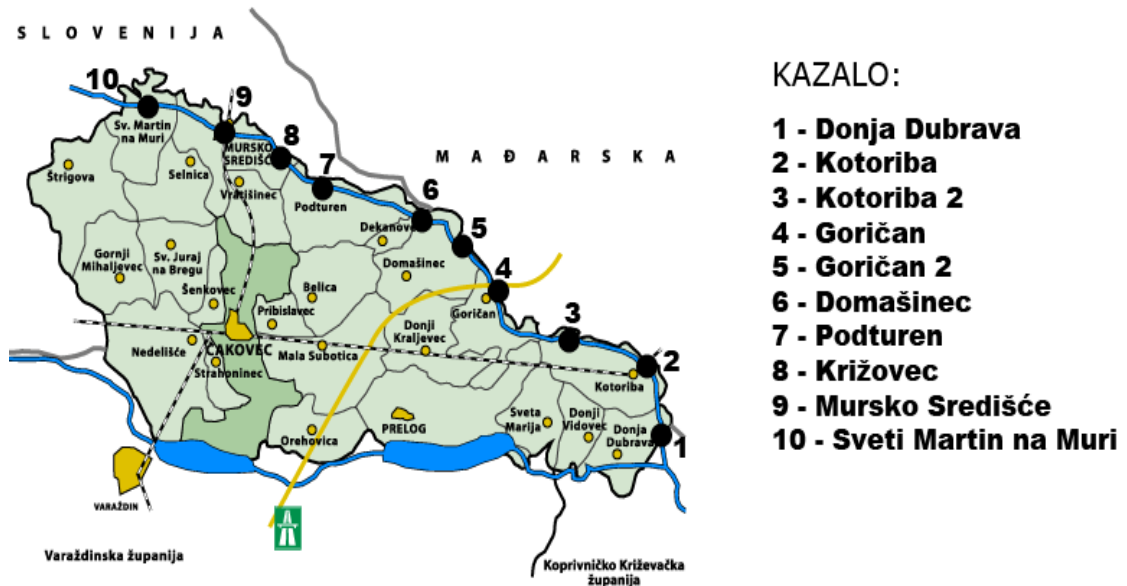 SLOVENIJA
MAĐARSKA
10
9
8
7
6
5
4
3
2
1
Sv. Martin
na Muri
MURSKO
SREDIŠĆ
Štrigova
Selnica
Vratišinec
Podturen
Dekanovec
Gornji
Mihaljevec
Sv. Juraj
na Bregu
Domašinec
Šenkovec
Belica
Pribislavec
Goričan
Donji
Kraljevec
Nedelišće
ČAKOVEC
Mala Subotica
Strahoninec
Kotoriba
Sveta
Marija
Donji
Vidovec
Donja
Dubrava
Orehovica
PRELOG
VARAŽDIN
Varaždinska županija
Koprivničko Križevačka
županija
KAZALO:
1 - Donja Dubrava
2 - Kotoriba
3 - Kotoriba 2
4 - Goričan
5 - Goričan 2
6 - Domašinec
7 - Podturen
8 - Križovec
9 - Mursko Središće
10 - Sveti Martin na Muri